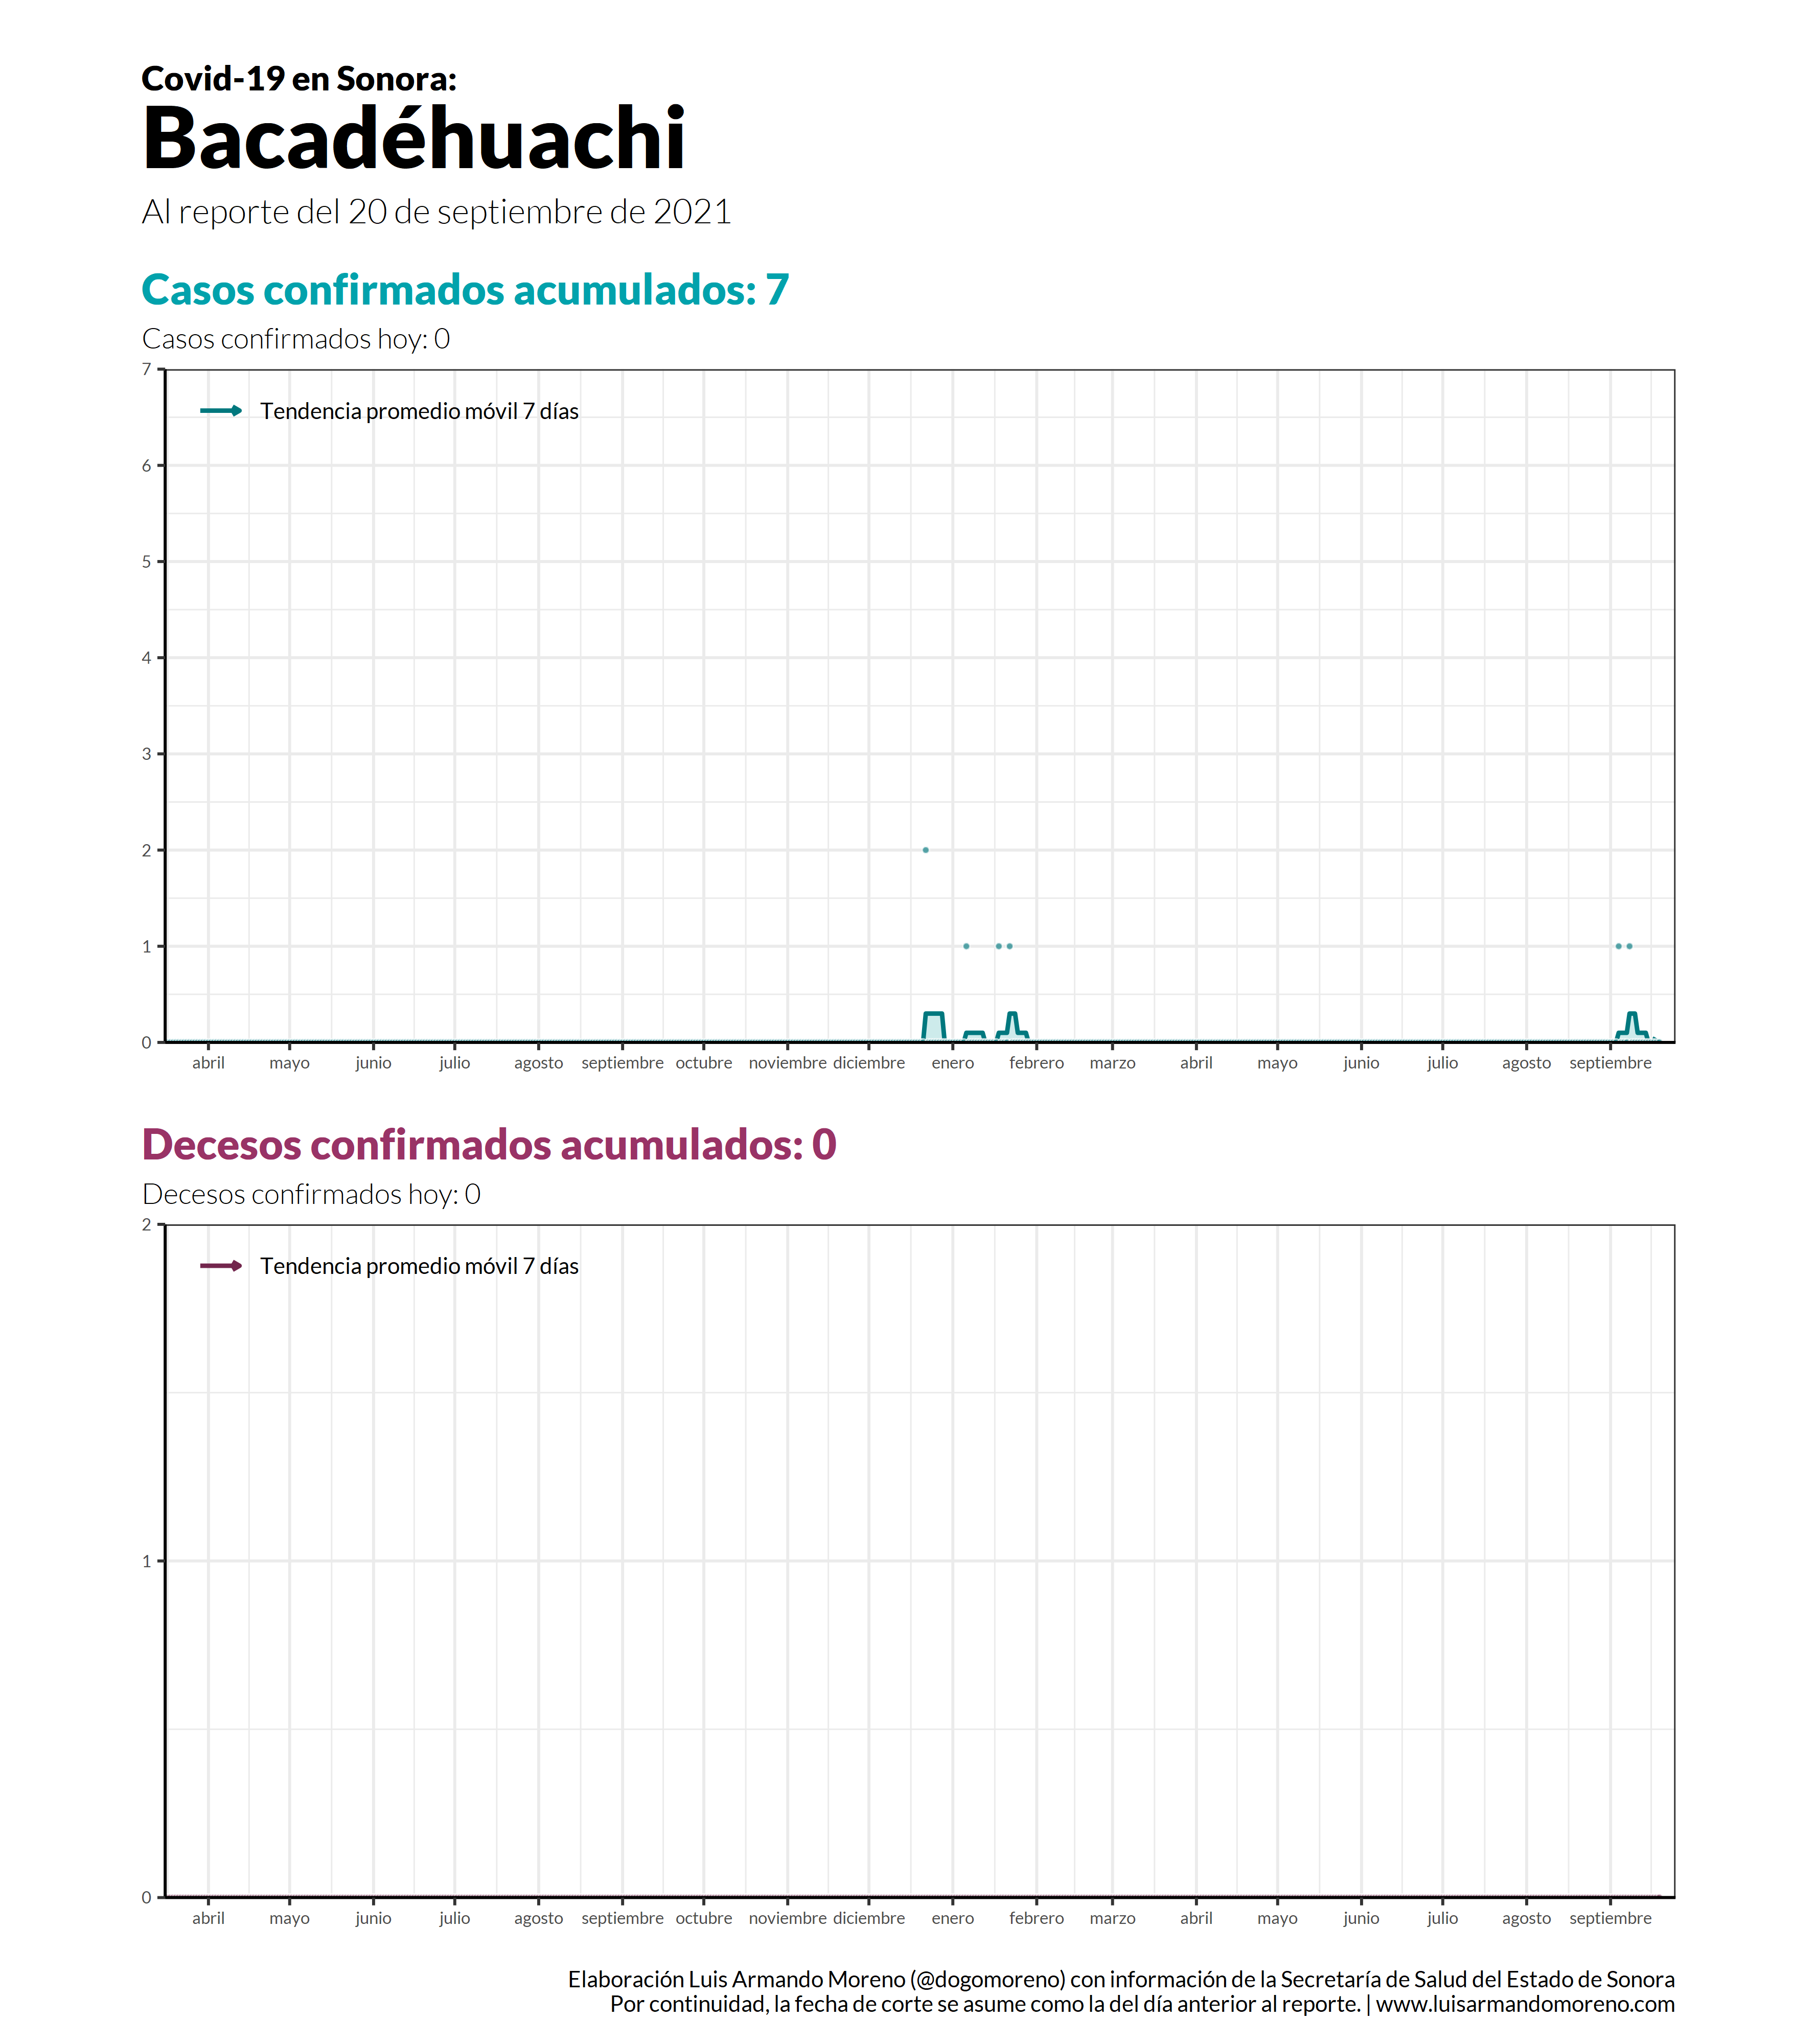 Covid-19 en Sonora:
Bacadéhuachi
Al reporte del 20 de septiembre de 2021
Casos confirmados acumulados: 7
Casos confirmados hoy: 0
7
Tendencia promedio móvil 7 días
6
5
4
3
2
1
0
abril mayo junio julio agosto septiembre octubre noviembre diciembre enero febrero marzo abril mayo junio julio agosto septiembre
Decesos confirmados acumulados: 0
Decesos confirmados hoy: 0
2
Tendencia promedio móvil 7 días
1
0
abril mayo junio julio agosto septiembre octubre noviembre diciembre enero febrero marzo abril mayo junio julio agosto septiembre
Elaboración Luis Armando Moreno (@dogomoreno) con información de la Secretaría de Salud del Estado de Sonora
Por continuidad, la fecha de corte se asume como la del día anterior al reporte. | www.luisarmandomoreno.com